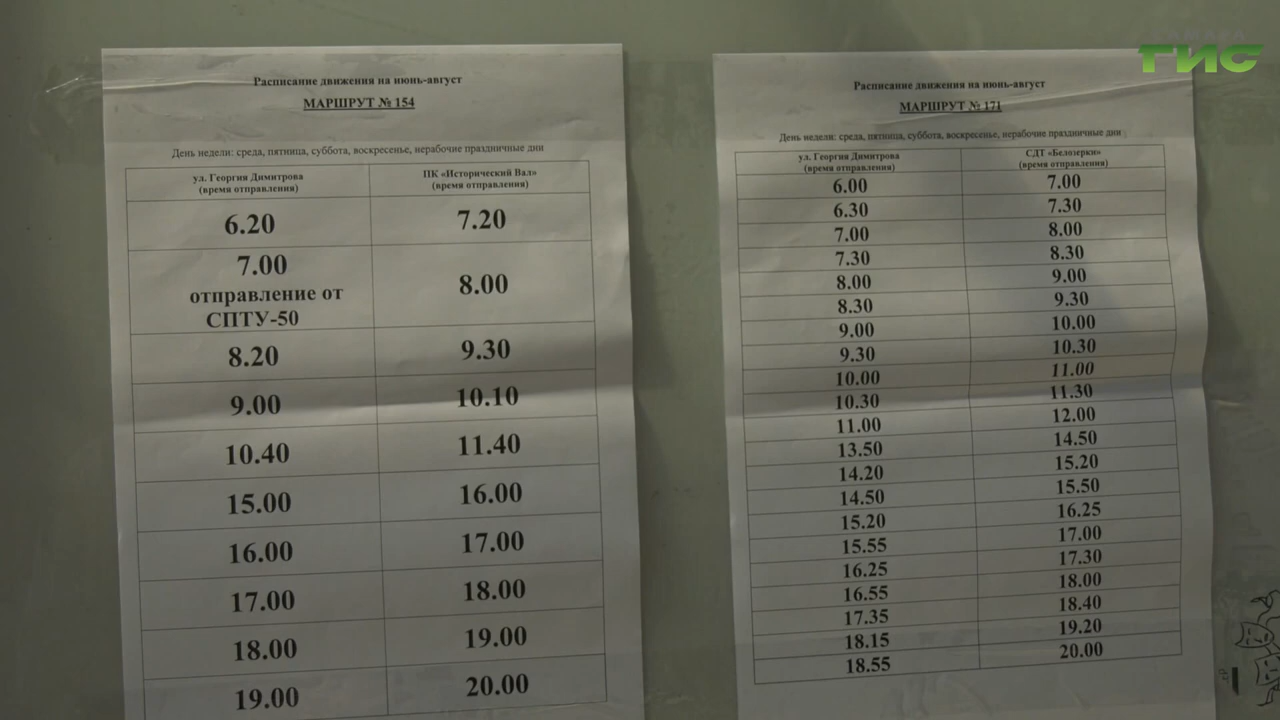 САМАРА
ГИС
Расписание движения на июнь-август
МАРШРУТ № 154
День недели: среда, пятница, суббота, воскресенье, нерабочие праздничные дни
ул. Георгия Димитрова ПК «Исторический Вал»
(время отправления) (время отправления)
6.20 7.20
7.00
отправление от
СПТУ-50
8.00
8.20 9.30
9.00 10.10
10.40 11.40
15.00 16.00
16.00 17.00
17.00 18.00
18.00 19.00
19.00 20.00
Расписание движения на июнь-август
МАРШРУТ № 171
День недели: среда, пятница, суббота, воскресенье, нерабочие праздничные дни
ул. Георгия Димитрова СДТ «Белозерки»
(время отправления) (время отправления)
6.00 7.00
6.30 7.30
7.00 8.00
7.30 8.30
8.00 9.00
8.30 9.30
9.00 10.00
9.30 10.30
10.00 11.00
10.30 11.30
11.00 12.00
13.50 14.50
14.20 15.20
14.50 15.50
15.20 16.25
15.55 17.00
16.25 17.30
16.55 18.00
17.35 18.40
18.15 19.20
18.55 20.00